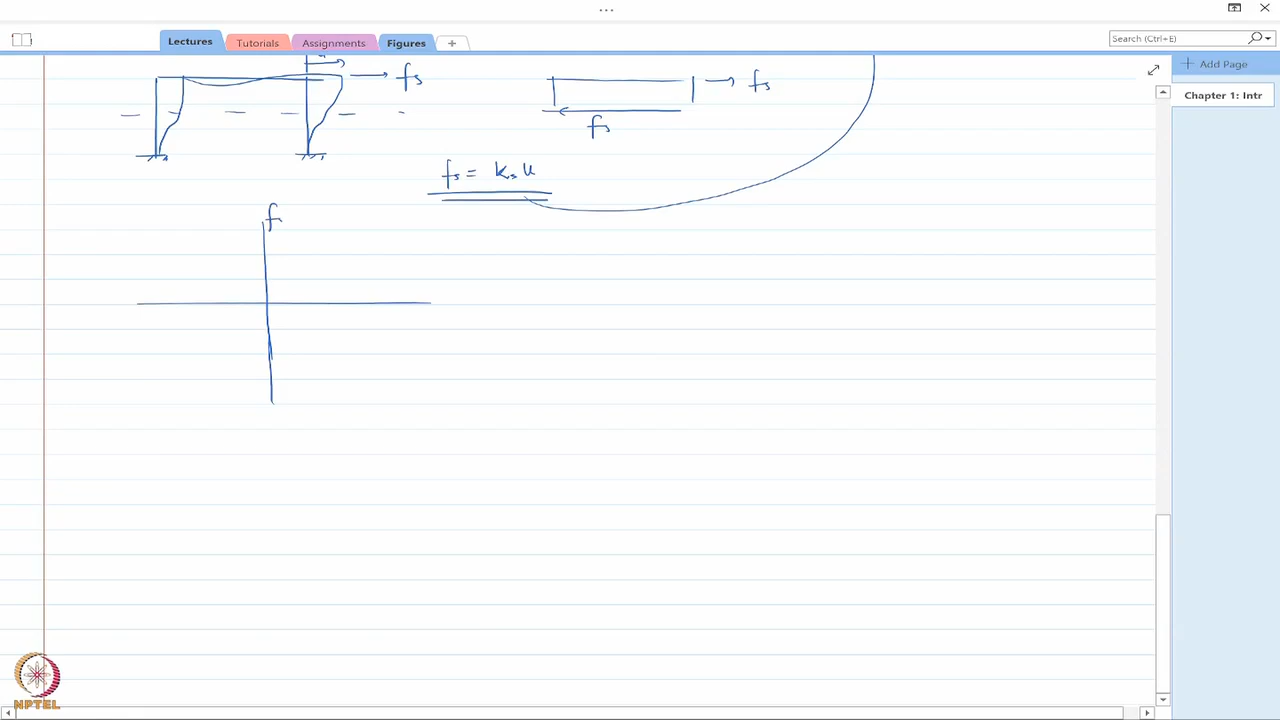 Lectures Tutorials Assignments Figures
Search (Ctrl+E)
Add Page
Chapter 1: Intr
fs
fs
fs
fs = ks u
f
NPTEL